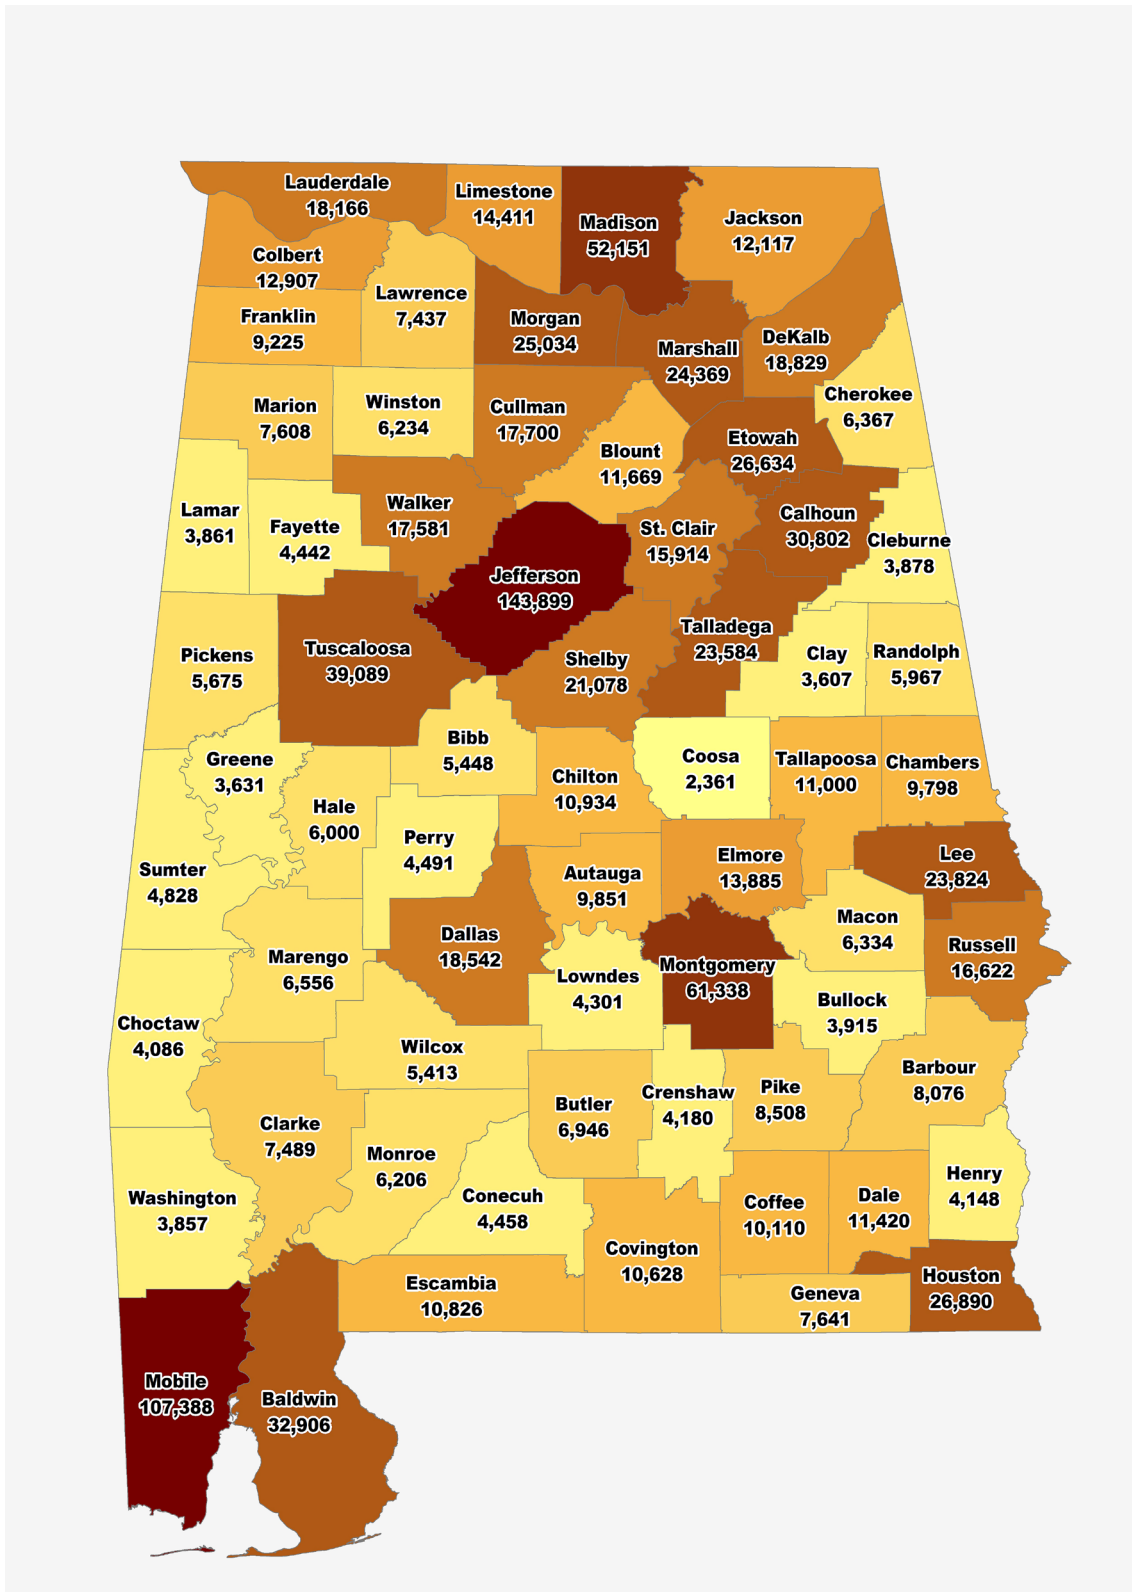 Lauderdale
18,166
Limestone
14,411
Madison
52,151
Jackson
12,117
Colbert
12,907
Lawrence
7,437
Franklin
9,225
Morgan
25,034
Marshall
24,369
DeKalb
18,829
Marion
7,608
Winston
6,234
Cullman
17,700
Cherokee
6,367
Blount
11,669
Etowah
26,634
Lamar
3,861
Fayette
4,442
Walker
17,581
St. Clair
15,914
Calhoun
30,802
Cleburne
3,878
Jefferson
143,899
Pickens
5,675
Tuscaloosa
39,089
Shelby
21,078
Talladega
23,584
Clay
3,607
Randolph
5,967
Greene
3,631
Bibb
5,448
Coosa
2,361
Tallapoosa
11,000
Chambers
9,798
Hale
6,000
Chilton
10,934
Perry
4,491
Sumter
4,828
Autauga
9,851
Elmore
13,885
Lee
23,824
Dallas
18,542
Macon
6,334
Russell
16,622
Marengo
6,556
Lowndes
4,301
Montgomery
61,338
Bullock
3,915
Choctaw
4,086
Wilcox
5,413
Butler
6,946
Crenshaw
4,180
Pike
8,508
Barbour
8,076
Clarke
7,489
Monroe
6,206
Washington
3,857
Conecuh
4,458
Coffee
10,110
Dale
11,420
Henry
4,148
Covington
10,628
Escambia
10,826
Geneva
7,641
Houston
26,890
Mobile
107,388
Baldwin
32,906